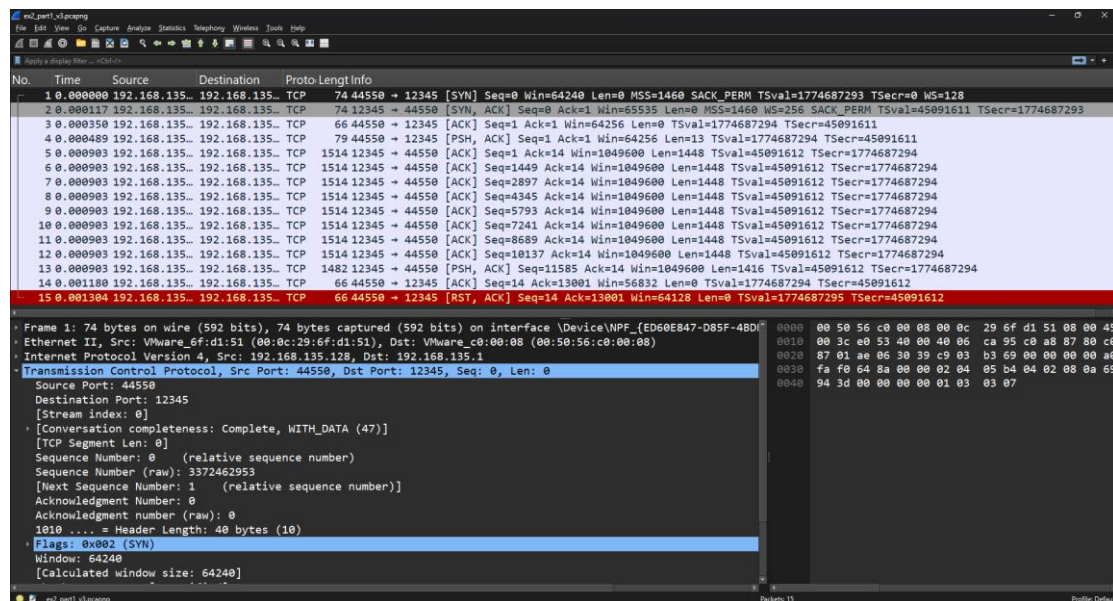 ex2_part1_v3.pcapng
File Edit View Go Capture Analyze Statistics Telephony Wireless Tools Help
Apply a display filter ... <Ctrl-/>
No. Time Source Destination Proto Lengt Info
1 0.000000 192.168.135… 192.168.135… TCP 74 44550 → 12345 [SYN] Seq=0 Win=64240 Len=0 MSS=1460 SACK_PERM TSval=1774687293 TSecr=0 WS=128
2 0.000117 192.168.135… 192.168.135… TCP 74 12345 → 44550 [SYN, ACK] Seq=0 Ack=1 Win=65535 Len=0 MSS=1460 WS=256 SACK_PERM TSval=45091611 TSecr=1774687293
3 0.000350 192.168.135… 192.168.135… TCP 66 44550 → 12345 [ACK] Seq=1 Ack=1 Win=64256 Len=0 TSval=1774687294 TSecr=45091611
4 0.000489 192.168.135… 192.168.135… TCP 79 44550 → 12345 [PSH, ACK] Seq=1 Ack=1 Win=64256 Len=13 TSval=1774687294 TSecr=45091611
5 0.000903 192.168.135… 192.168.135… TCP 1514 12345 → 44550 [ACK] Seq=1 Ack=14 Win=1049600 Len=1448 TSval=45091612 TSecr=1774687294
6 0.000903 192.168.135… 192.168.135… TCP 1514 12345 → 44550 [ACK] Seq=1449 Ack=14 Win=1049600 Len=1448 TSval=45091612 TSecr=1774687294
7 0.000903 192.168.135… 192.168.135… TCP 1514 12345 → 44550 [ACK] Seq=2897 Ack=14 Win=1049600 Len=1448 TSval=45091612 TSecr=1774687294
8 0.000903 192.168.135… 192.168.135… TCP 1514 12345 → 44550 [ACK] Seq=4345 Ack=14 Win=1049600 Len=1448 TSval=45091612 TSecr=1774687294
9 0.000903 192.168.135… 192.168.135… TCP 1514 12345 → 44550 [ACK] Seq=5793 Ack=14 Win=1049600 Len=1448 TSval=45091612 TSecr=1774687294
10 0.000903 192.168.135… 192.168.135… TCP 1514 12345 → 44550 [ACK] Seq=7241 Ack=14 Win=1049600 Len=1448 TSval=45091612 TSecr=1774687294
11 0.000903 192.168.135… 192.168.135… TCP 1514 12345 → 44550 [ACK] Seq=8689 Ack=14 Win=1049600 Len=1448 TSval=45091612 TSecr=1774687294
12 0.000903 192.168.135… 192.168.135… TCP 1514 12345 → 44550 [ACK] Seq=10137 Ack=14 Win=1049600 Len=1448 TSval=45091612 TSecr=1774687294
13 0.000903 192.168.135… 192.168.135… TCP 1482 12345 → 44550 [PSH, ACK] Seq=11585 Ack=14 Win=1049600 Len=1416 TSval=45091612 TSecr=1774687294
14 0.001180 192.168.135… 192.168.135… TCP 66 44550 → 12345 [ACK] Seq=14 Ack=13001 Win=56832 Len=0 TSval=1774687294 TSecr=45091612
15 0.001304 192.168.135… 192.168.135… TCP 66 44550 → 12345 [RST, ACK] Seq=14 Ack=13001 Win=64128 Len=0 TSval=1774687295 TSecr=45091612
Frame 1: 74 bytes on wire (592 bits), 74 bytes captured (592 bits) on interface \Device\NPF_{ED60E847-D85F-4BD
Ethernet II, Src: VMware_6f:d1:51 (00:0c:29:6f:d1:51), Dst: VMware_c0:00:08 (00:50:56:c0:00:08)
Internet Protocol Version 4, Src: 192.168.135.128, Dst: 192.168.135.1
Transmission Control Protocol, Src Port: 44550, Dst Port: 12345, Seq: 0, Len: 0
Source Port: 44550
Destination Port: 12345
[Stream index: 0]
[Conversation completeness: Complete, WITH_DATA (47)]
[TCP Segment Len: 0]
Sequence Number: 0 (relative sequence number)
Sequence Number (raw): 3372462953
[Next Sequence Number: 1 (relative sequence number)]
Acknowledgment Number: 0
Acknowledgment number (raw): 0
1010 .... = Header Length: 40 bytes (10)
Flags: 0x002 (SYN)
Window: 64240
[Calculated window size: 64240]
0000 00 50 56 c0 00 08 00 0c 29 6f d1 51 08 00 45
0010 00 3c e0 53 40 00 40 06 ca 95 c0 a8 87 80 c0
0020 87 01 ae 06 30 39 c9 03 b3 69 00 00 00 00 a0
0030 fa f0 64 8a 00 00 02 04 05 b4 04 02 08 0a 69
0040 94 3d 00 00 00 00 01 03 03 07
ex2_part1_v3.pcapng
Packets: 15
Profile: Defau